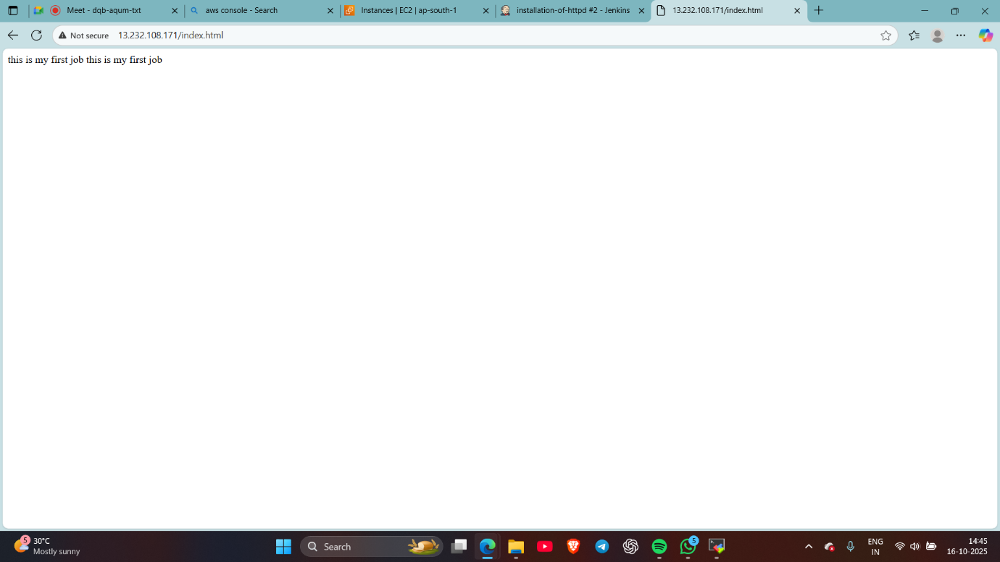 Meet - dqb-aqum-txt
aws console - Search
Instances | EC2 | ap-south-1
installation-of-httpd #2 - Jenkins
13.232.108.171/index.html
Not secure
13.232.108.171/index.html
this is my first job this is my first job
5
30°C
Mostly sunny
Search
5
ENG
IN
14:45
16-10-2025